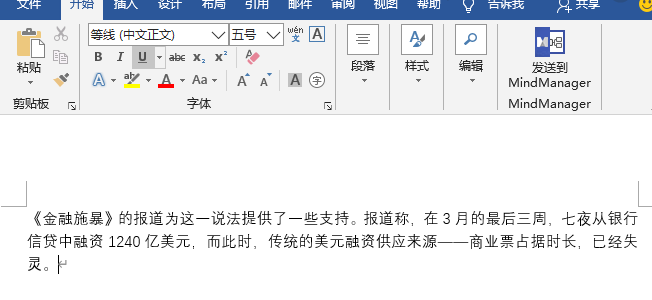 文件 开始 插入 设计 布局 引用 邮件 审阅 视图 帮助 告诉我 共享
等线 (中文正文) 五号 wén 文 A
粘贴 B I U abc x₂ x² 段落 样式 编辑 发送到 MindManager
A ab A Aa A A A 字
剪贴板 字体 MindManager
《金融施暴》的报道为这一说法提供了一些支持。报道称，在 3 月的最后三周，七夜从银行
信贷中融资 1240 亿美元，而此时，传统的美元融资供应来源——商业票占据时长，已经失
灵。